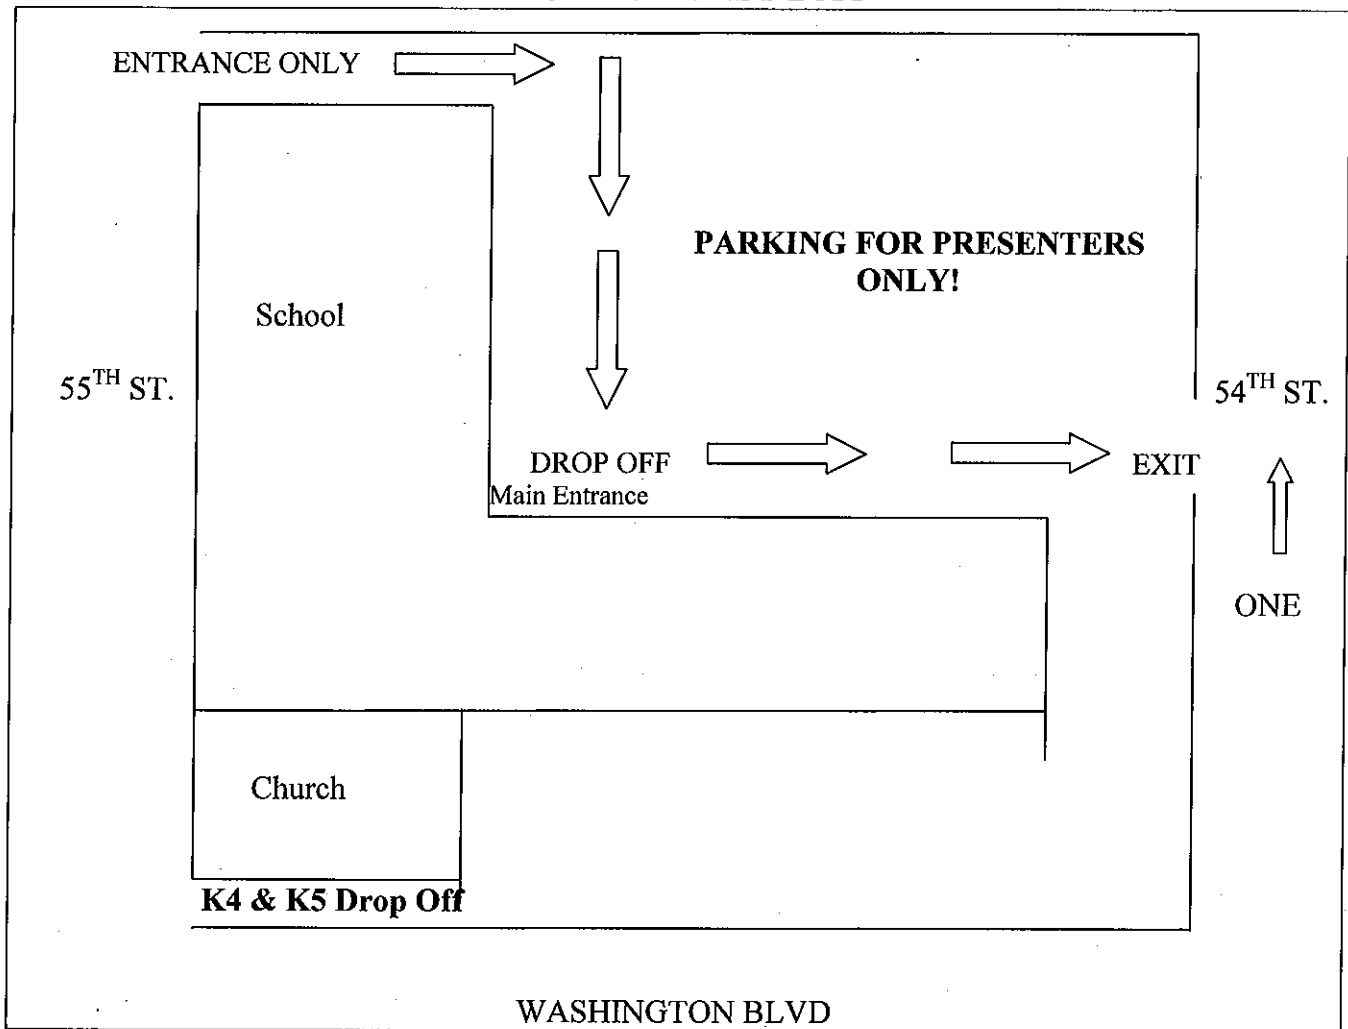 ENTRANCE ONLY
PARKING FOR PRESENTERS
ONLY!
School
55TH ST.
54TH ST.
DROP OFF
EXIT
Main Entrance
ONE
Church
K4 & K5 Drop Off
WASHINGTON BLVD